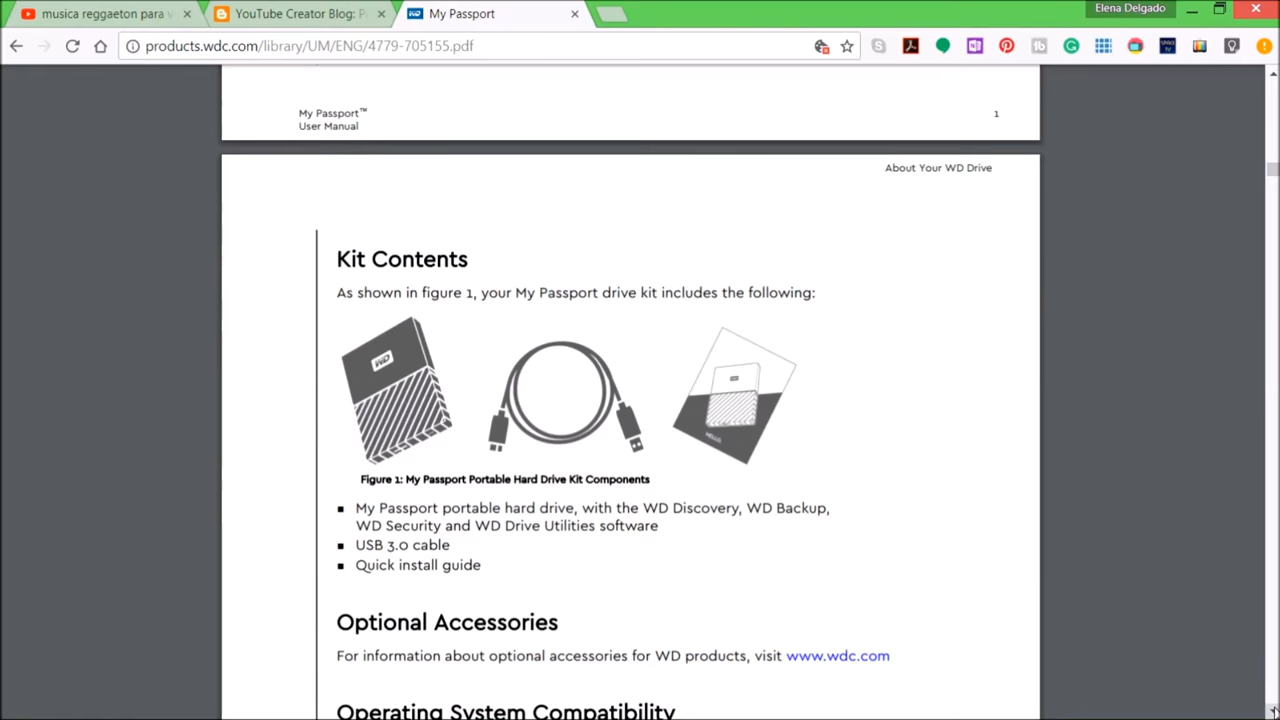 musica reggaeton para v
YouTube Creator Blog: P
My Passport
Elena Delgado
products.wdc.com/library/UM/ENG/4779-705155.pdf
My Passport™
User Manual
1
About Your WD Drive
Kit Contents
As shown in figure 1, your My Passport drive kit includes the following:
WD
HELLO.
Figure 1: My Passport Portable Hard Drive Kit Components
▪ My Passport portable hard drive, with the WD Discovery, WD Backup,
WD Security and WD Drive Utilities software
▪ USB 3.0 cable
▪ Quick install guide
Optional Accessories
For information about optional accessories for WD products, visit www.wdc.com
Operating System Compatibility